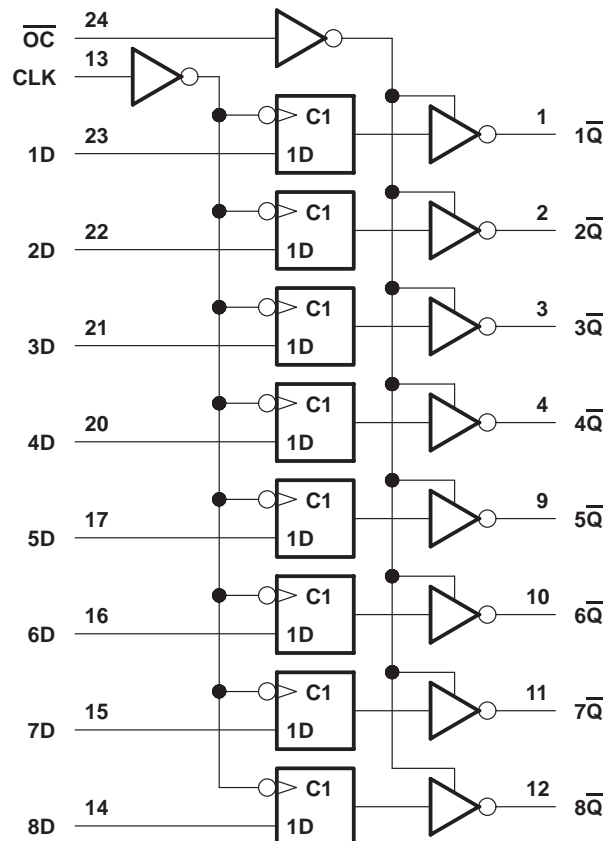 O̅C̅ 24
CLK 13
C1 1
1D 23 1D 1Q̅
C1 2
2D 22 1D 2Q̅
C1 3
3D 21 1D 3Q̅
C1 4
4D 20 1D 4Q̅
C1 9
5D 17 1D 5Q̅
C1 10
6D 16 1D 6Q̅
C1 11
7D 15 1D 7Q̅
C1 12
8D 14 1D 8Q̅